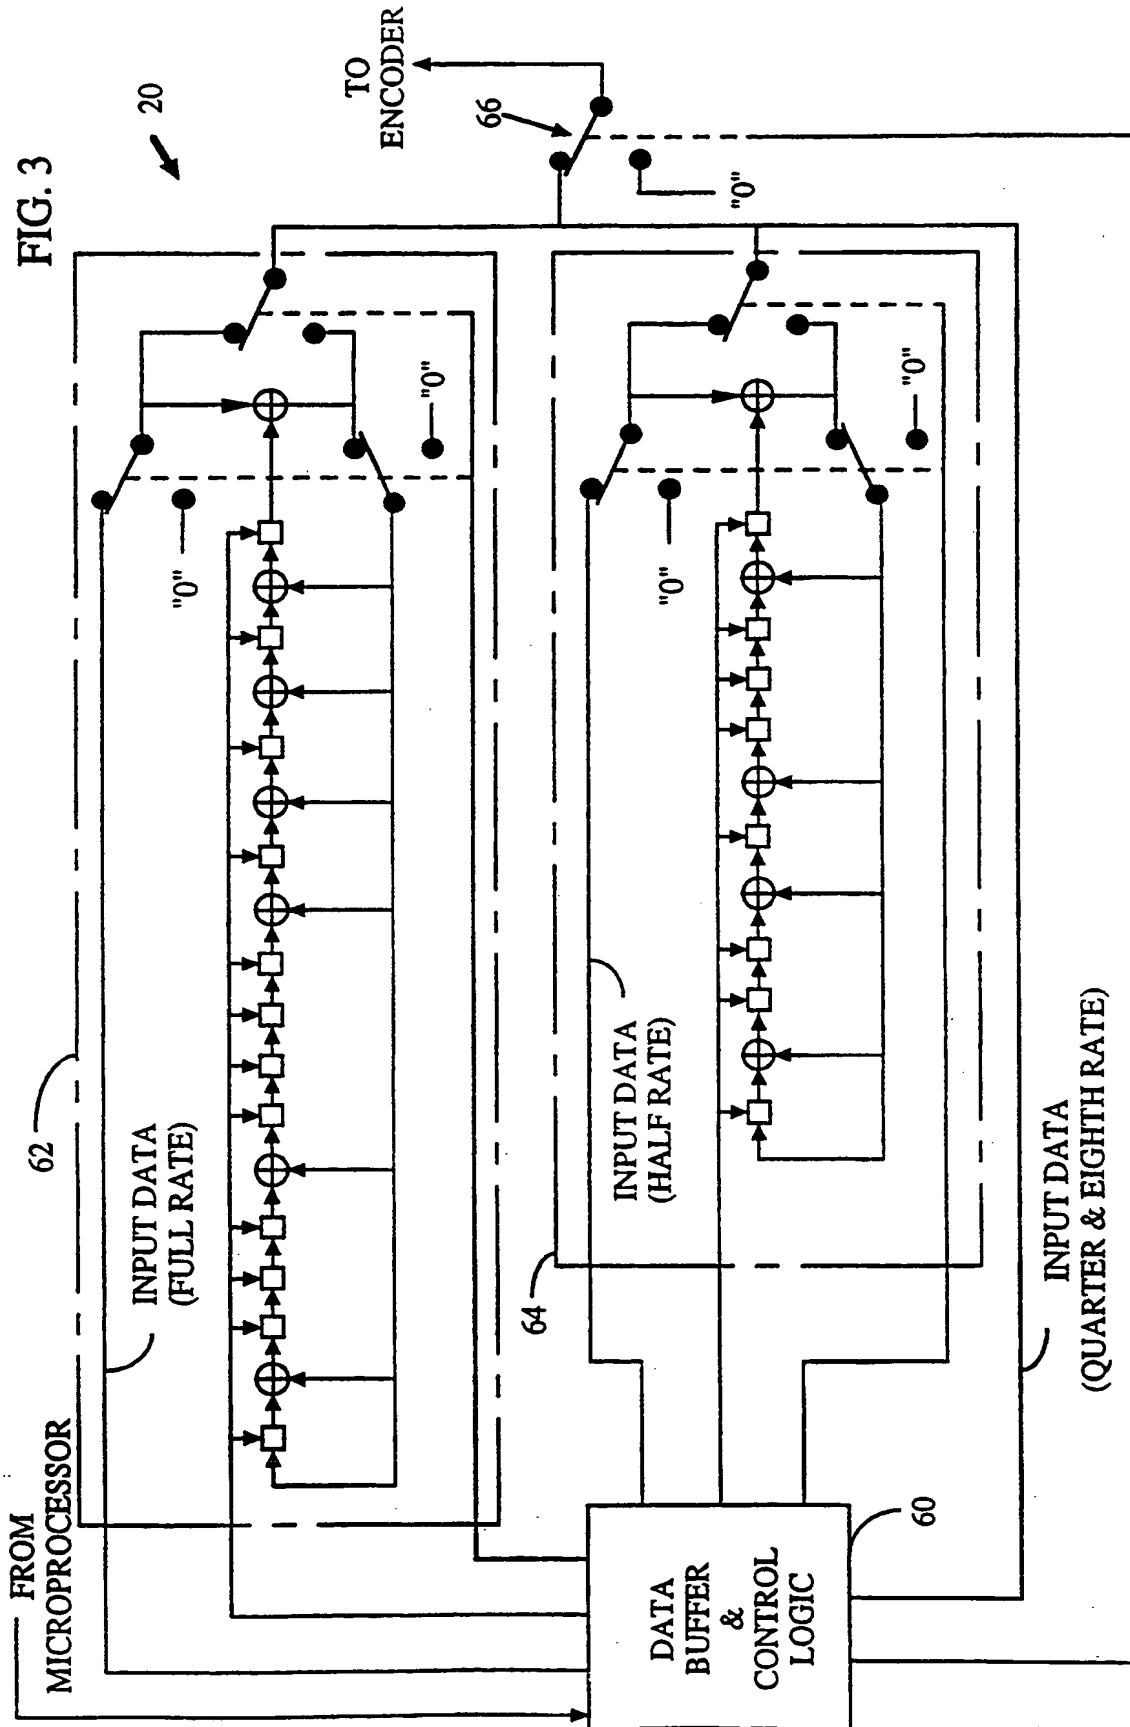 FIG. 3
20
FROM
MICROPROCESSOR
62
INPUT DATA
(FULL RATE)
"0"
"0"
TO
ENCODER
66
"0"
64
INPUT DATA
(HALF RATE)
"0"
"0"
DATA
BUFFER
&
CONTROL
LOGIC
60
INPUT DATA
(QUARTER & EIGHTH RATE)